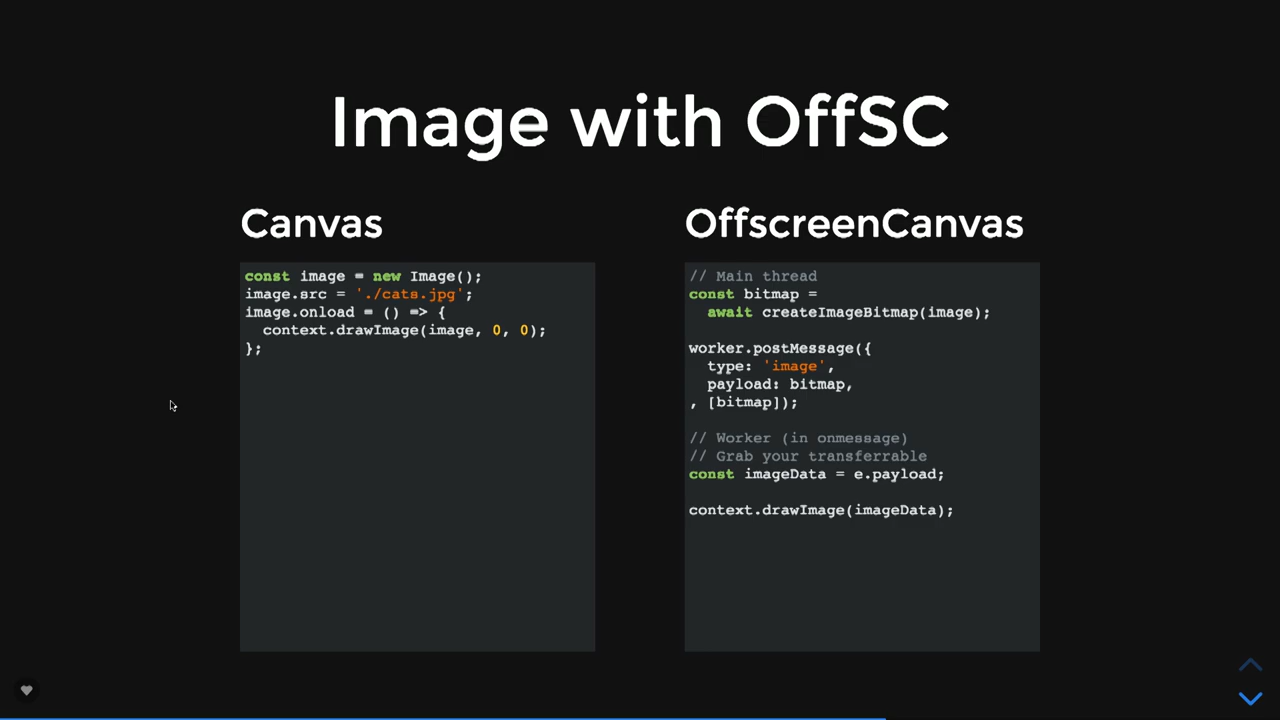 Image with OffSC
Canvas
const image = new Image();
image.src = './cats.jpg';
image.onload = () => {
  context.drawImage(image, 0, 0);
};
OffscreenCanvas
// Main thread
const bitmap =
  await createImageBitmap(image);

worker.postMessage({
  type: 'image',
  payload: bitmap,
, [bitmap]);

// Worker (in onmessage)
// Grab your transferrable
const imageData = e.payload;

context.drawImage(imageData);